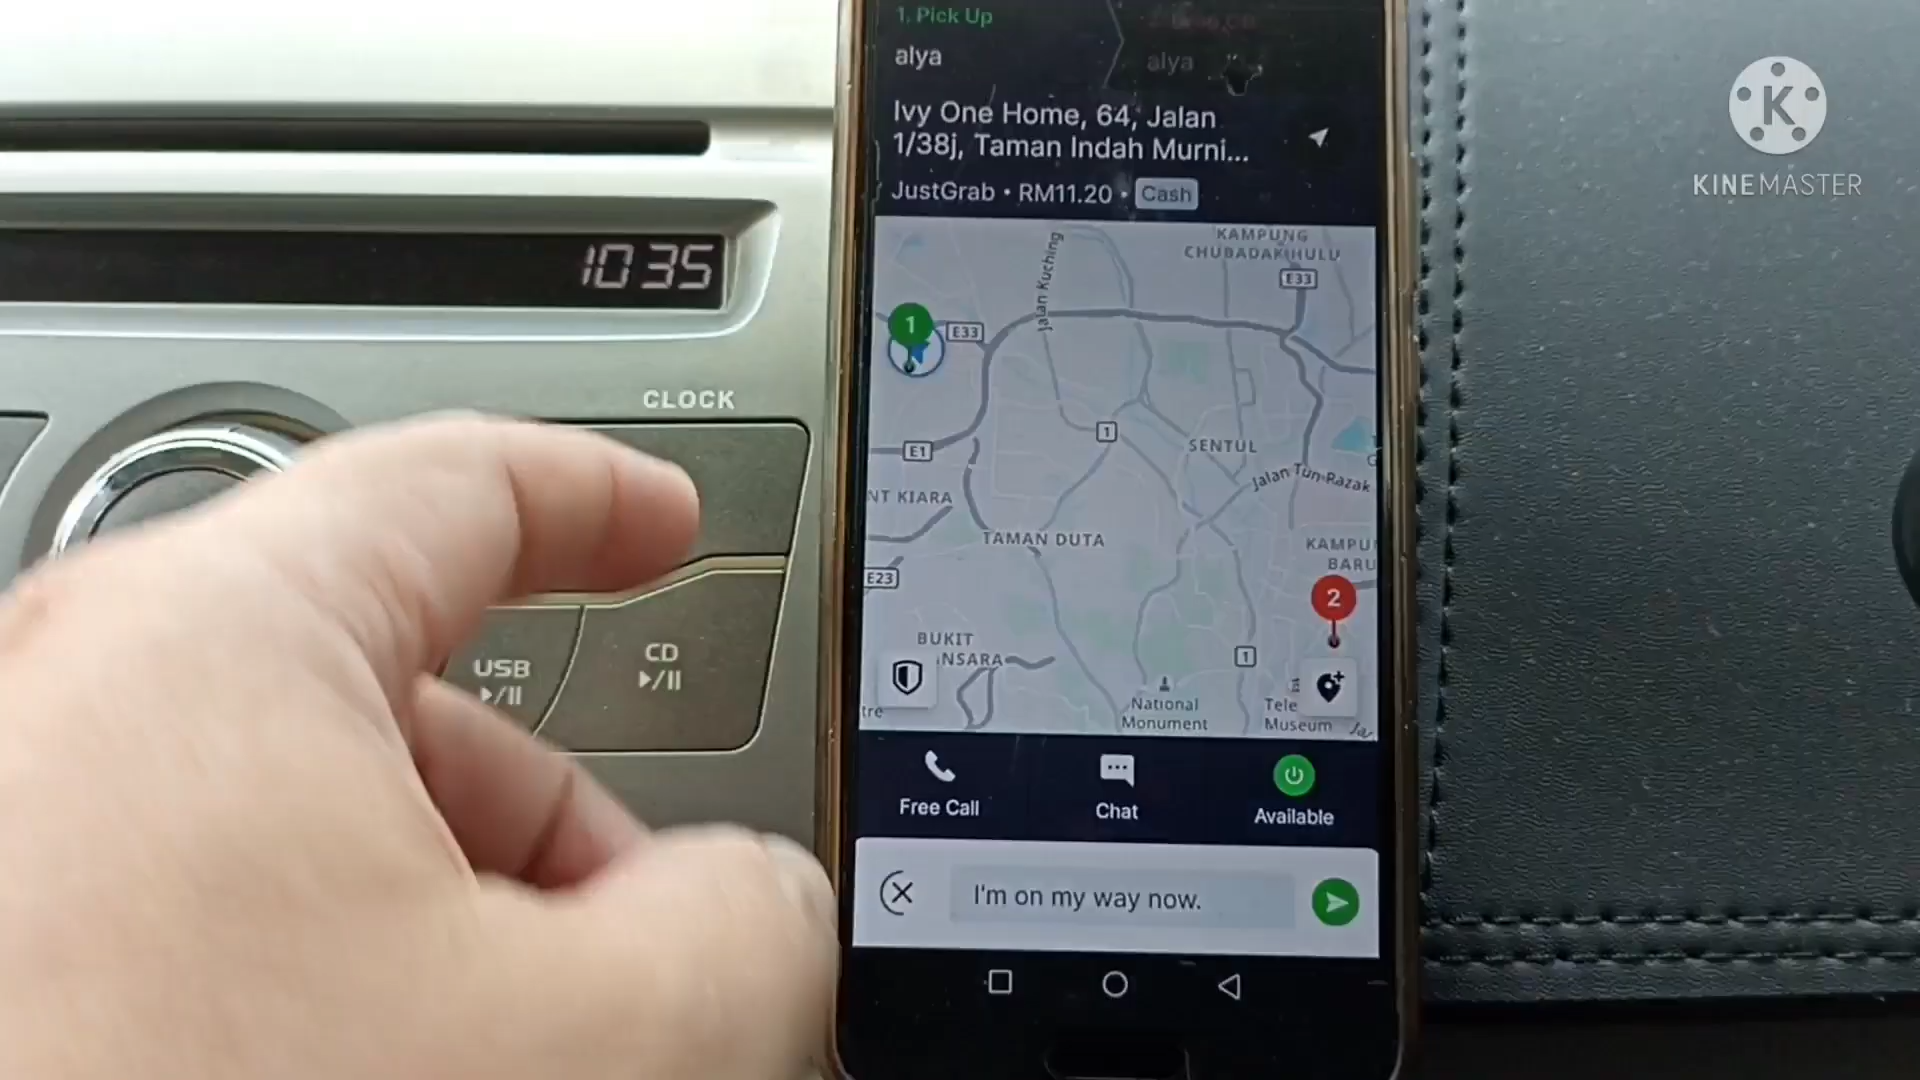 1. Pick Up
alya
alya
Ivy One Home, 64, Jalan
1/38j, Taman Indah Murni...
JustGrab • RM11.20 • Cash
K
KINEMASTER
10 35
CLOCK
USB
CD
KAMPUNG
CHUBADAK HULU
Jalan Kuching
E33
1
E33
E1
1
SENTUL
Jalan Tun Razak
NT KIARA
TAMAN DUTA
KAMPU
BARU
E23
2
BUKIT
NSARA
1
National
Monument
Tele
Museum
tre
Jal
Free Call
Chat
Available
I'm on my way now.